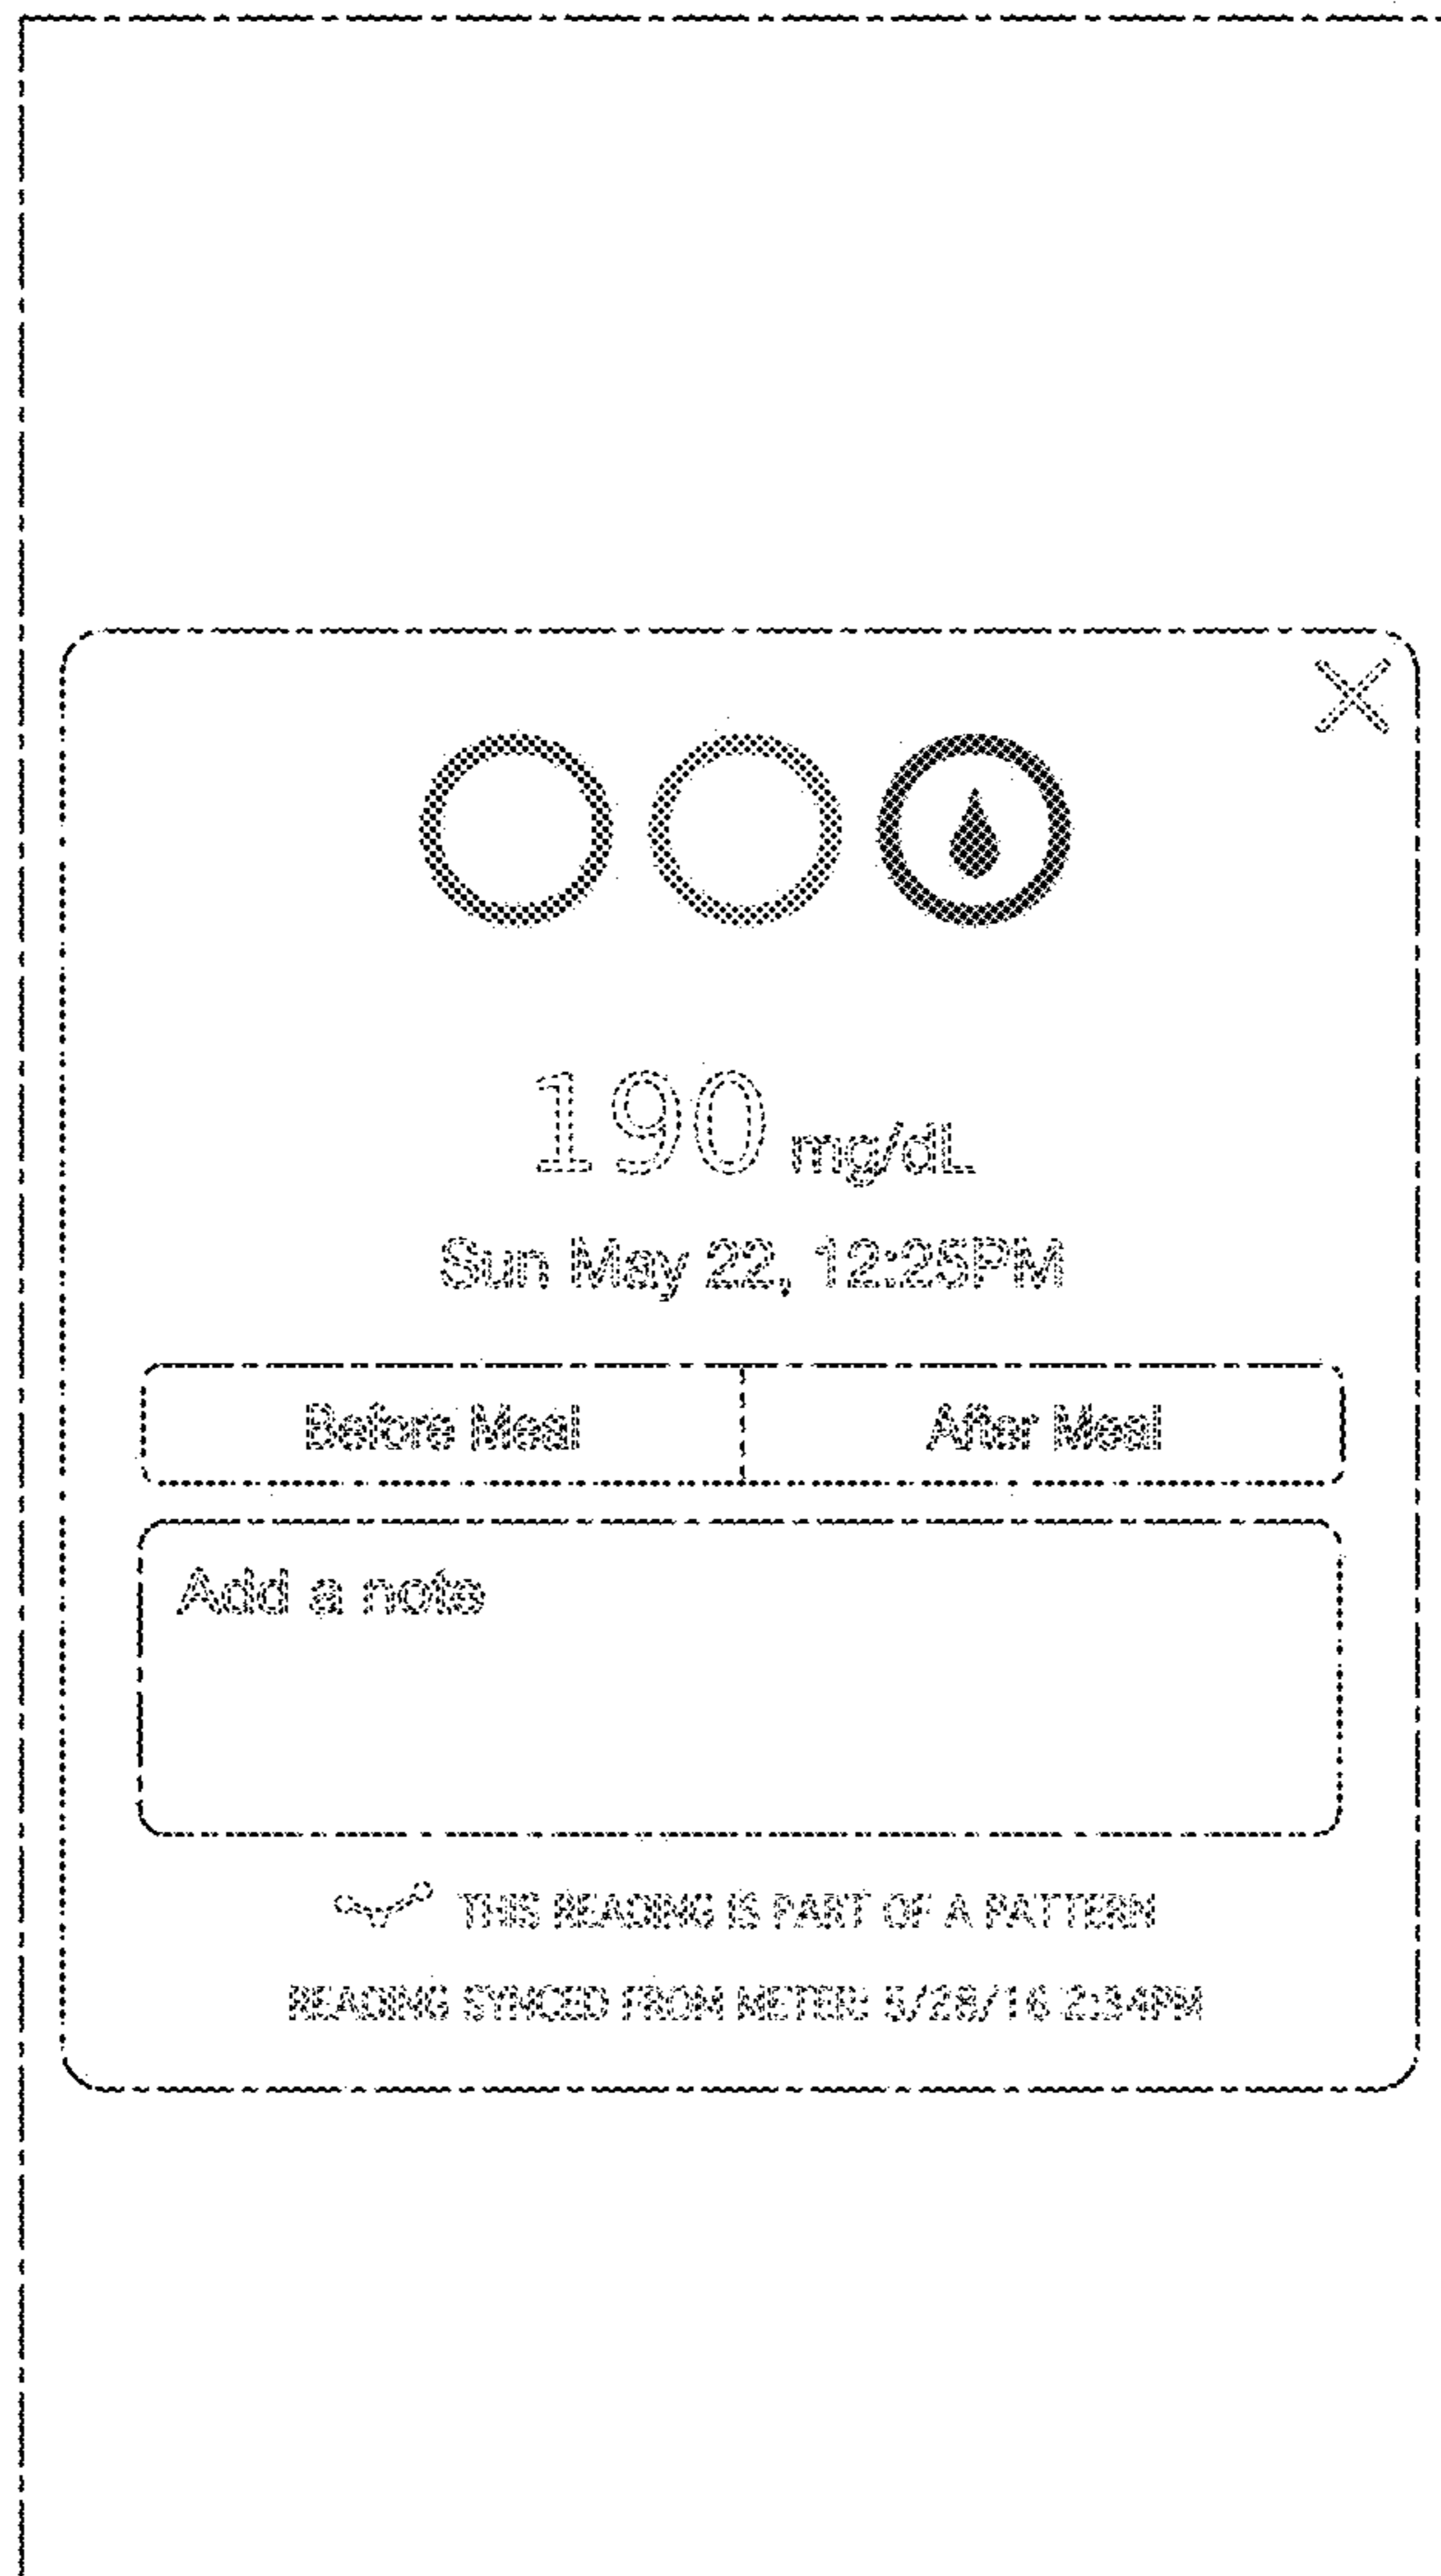 190 mg/dL
Sun May 22, 12:25PM
Before Meal After Meal
Add a note
THIS READING IS PART OF A PATTERN
READING SYNCED FROM METER: 5/28/16 2:34PM